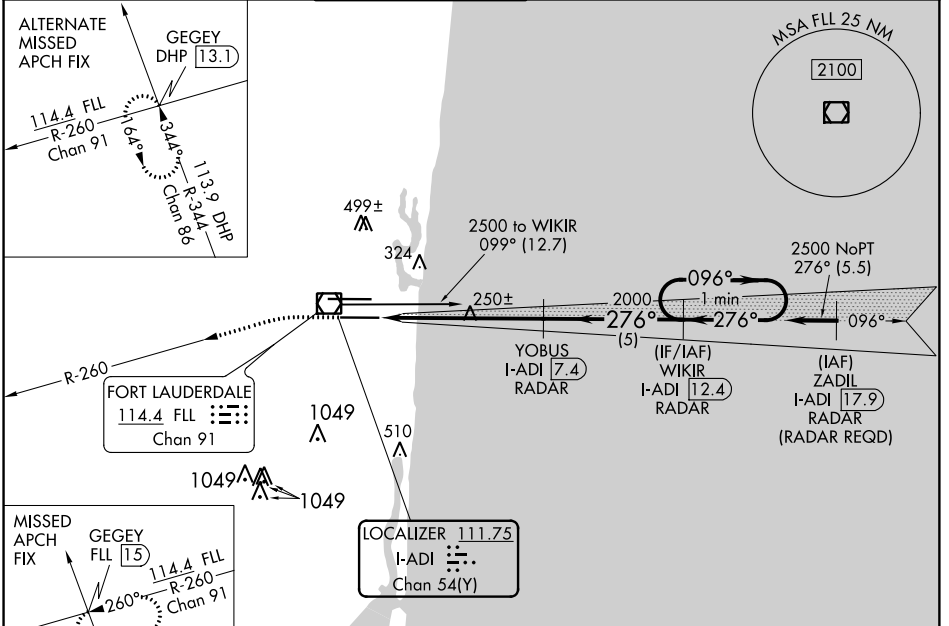 ALTERNATE
MISSED
APCH FIX
GEGEY
DHP 13.1
114.4 FLL
R-260
Chan 91
164°
344°
113.9 DHP
R-344
Chan 86
MSA FLL 25 NM
2100
499±
324
2500 to WIKIR
099° (12.7)
2500 NoPT
276° (5.5)
250±
2000
276°
(5)
096°
1 min
276°
096°
YOBUS
I-ADI 7.4
RADAR
(IF/IAF)
WIKIR
I-ADI 12.4
RADAR
(IAF)
ZADIL
I-ADI 17.9
RADAR
(RADAR REQD)
R-260
FORT LAUDERDALE
114.4 FLL
Chan 91
1049
510
1049
1049
LOCALIZER 111.75
I-ADI
Chan 54(Y)
MISSED
APCH
FIX
GEGEY
FLL 15
260°
114.4 FLL
R-260
Chan 91